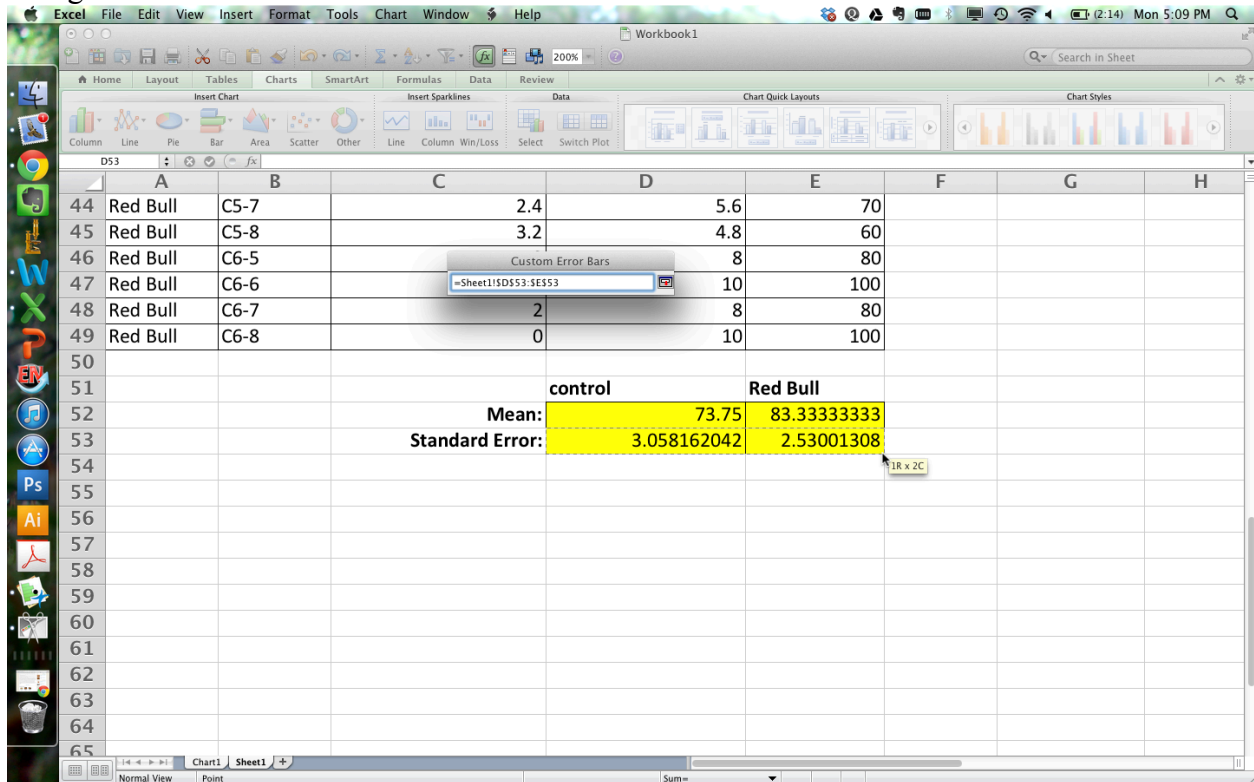 Excel File Edit View Insert Format Tools Chart Window Help (2:14) Mon 5:09 PM
Workbook1
200% Search in Sheet
Home Layout Tables Charts SmartArt Formulas Data Review
Insert Chart Insert Sparklines Data Chart Quick Layouts Chart Styles
Column Line Pie Bar Area Scatter Other Line Column Win/Loss Select Switch Plot
D53 fx
A B C D E F G H
44 Red Bull C5-7 2.4 5.6 70
45 Red Bull C5-8 3.2 4.8 60
46 Red Bull C6-5 8 80
Custom Error Bars
=Sheet1!$D$53:$E$53
47 Red Bull C6-6 10 100
48 Red Bull C6-7 2 8 80
49 Red Bull C6-8 0 10 100
50
51 control Red Bull
52 Mean: 73.75 83.33333333
53 Standard Error: 3.058162042 2.53001308
54
1R x 2C
55
56
57
58
59
60
61
62
63
64
65
Chart1 Sheet1 +
Normal View Point Sum=
Ps
Ai